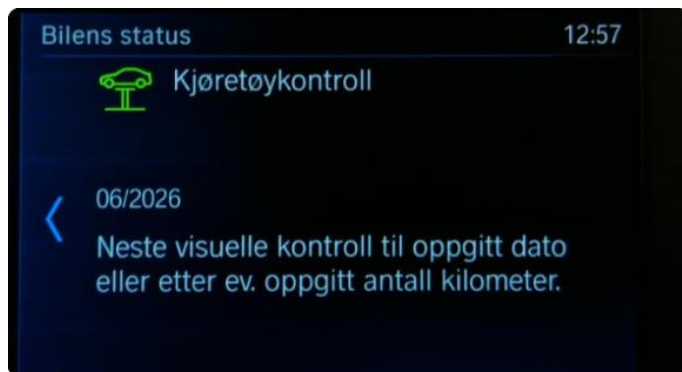 Bilens status 12:57
Kjøretøykontroll
06/2026
Neste visuelle kontroll til oppgitt dato
eller etter ev. oppgitt antall kilometer.